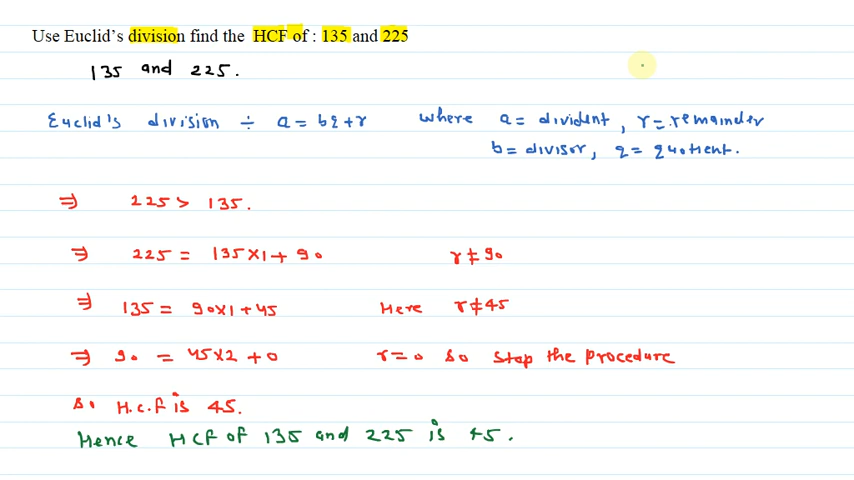 Use Euclid's division find the HCF of : 135 and 225
135 and 225.
Euclid's division ÷ a = bq+r where a = divident, r = remainder
b = divisor, q = quotient.
⇒ 225 > 135.
⇒ 225 = 135×1 + 90 r ≠ 90
⇒ 135 = 90×1 + 45 Here r ≠ 45
⇒ 90 = 45×2 + 0 r = 0 so stop the procedure
so H.c.f is 45.
Hence HCF of 135 and 225 is 45.